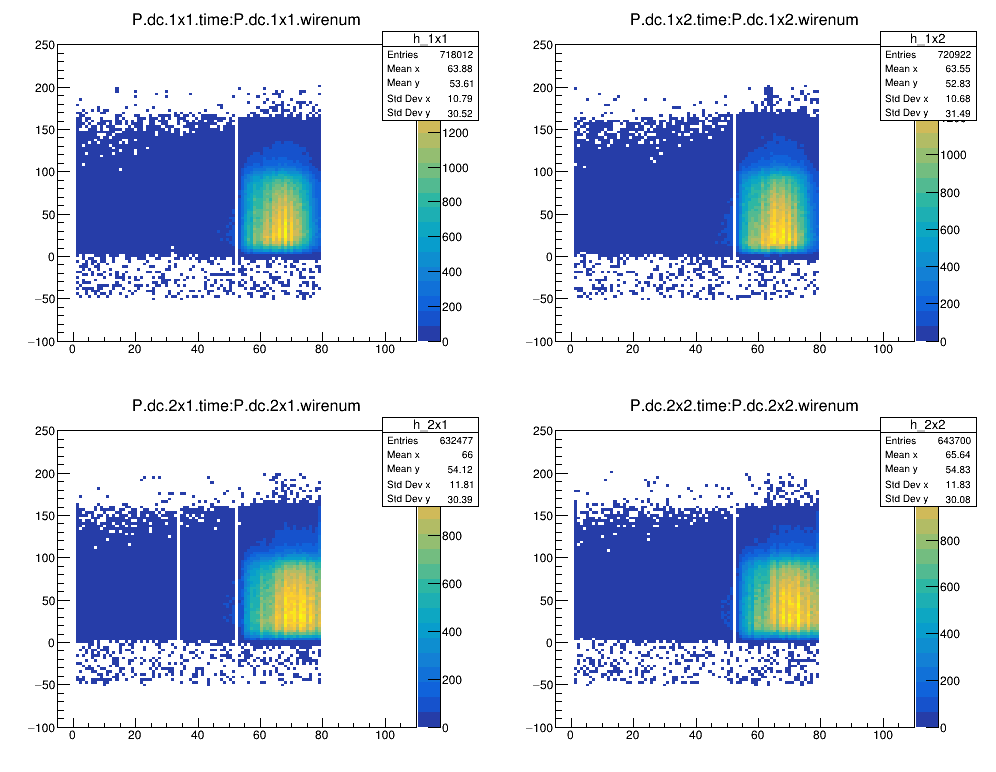 P.dc.1x1.time:P.dc.1x1.wirenum
h_1x1
Entries 718012
Mean x 63.88
Mean y 53.61
Std Dev x 10.79
Std Dev y 30.52
250
200
150
100
50
0
−50
−100
0 20 40 60 80 100
1200
1000
800
600
400
200
0
P.dc.1x2.time:P.dc.1x2.wirenum
h_1x2
Entries 720922
Mean x 63.55
Mean y 52.83
Std Dev x 10.68
Std Dev y 31.49
250
200
150
100
50
0
−50
−100
0 20 40 60 80 100
1000
800
600
400
200
0
P.dc.2x1.time:P.dc.2x1.wirenum
h_2x1
Entries 632477
Mean x 66
Mean y 54.12
Std Dev x 11.81
Std Dev y 30.39
250
200
150
100
50
0
−50
−100
0 20 40 60 80 100
800
600
400
200
0
P.dc.2x2.time:P.dc.2x2.wirenum
h_2x2
Entries 643700
Mean x 65.64
Mean y 54.83
Std Dev x 11.83
Std Dev y 30.08
250
200
150
100
50
0
−50
−100
0 20 40 60 80 100
800
600
400
200
0